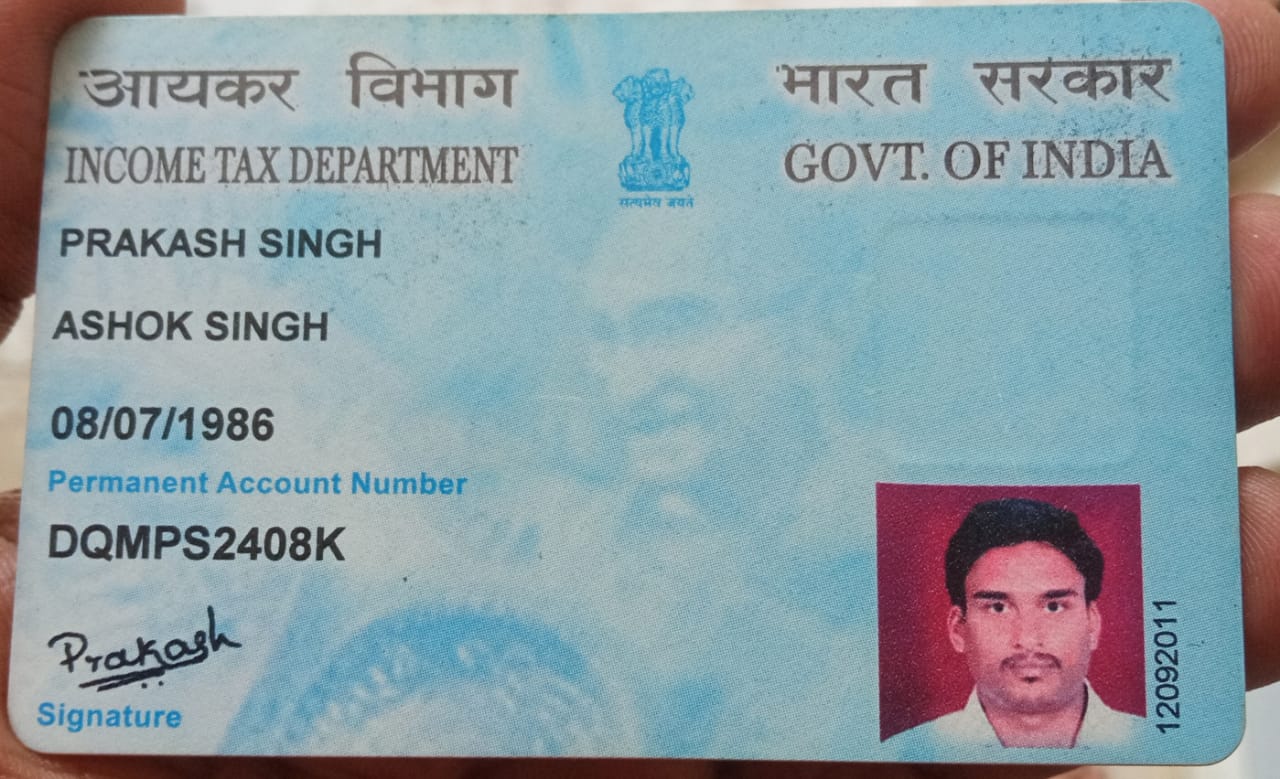 आयकर विभाग
भारत सरकार
INCOME TAX DEPARTMENT
GOVT. OF INDIA
सत्यमेव जयते
PRAKASH SINGH
ASHOK SINGH
08/07/1986
Permanent Account Number
DQMPS2408K
Prakash
Signature
12092011